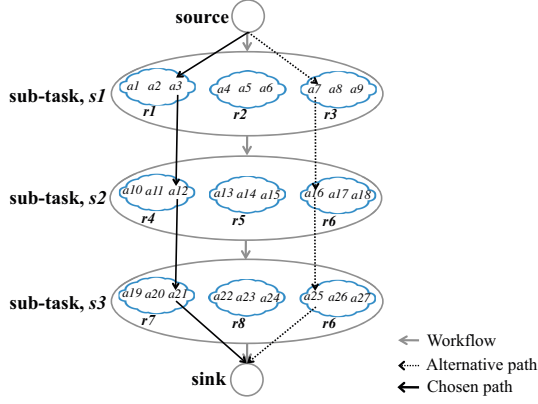 source
a1 a2 a3 a4 a5 a6 a7 a8 a9
sub-task, s1
r1 r2 r3
a10 a11 a12 a13 a14 a15 a16 a17 a18
sub-task, s2
r4 r5 r6
a19 a20 a21 a22 a23 a24 a25 a26 a27
sub-task, s3
r7 r8 r6
Workflow
Alternative path
sink
Chosen path